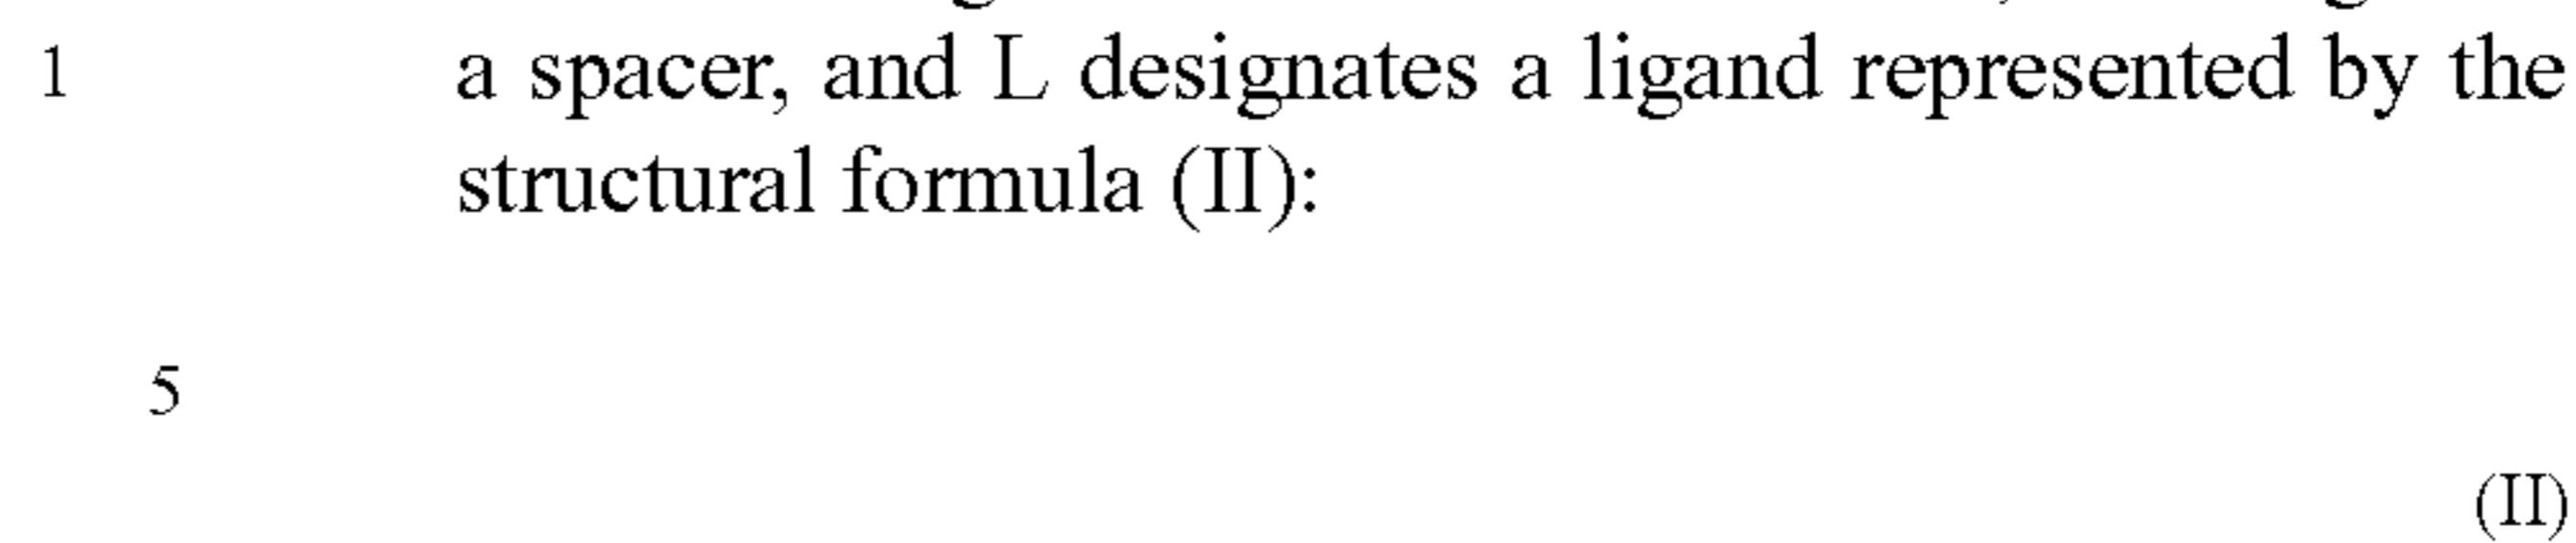 1 a spacer, and L designates a ligand represented by the
structural formula (II):
5
(II)